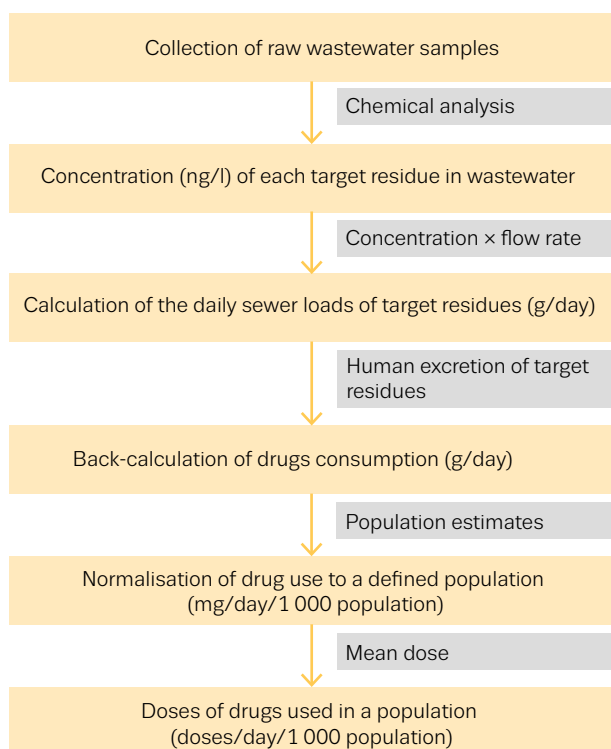 Collection of raw wastewater samples
Chemical analysis
Concentration (ng/l) of each target residue in wastewater
Concentration × flow rate
Calculation of the daily sewer loads of target residues (g/day)
Human excretion of target
residues
Back-calculation of drugs consumption (g/day)
Population estimates
Normalisation of drug use to a defined population
(mg/day/1 000 population)
Mean dose
Doses of drugs used in a population
(doses/day/1 000 population)